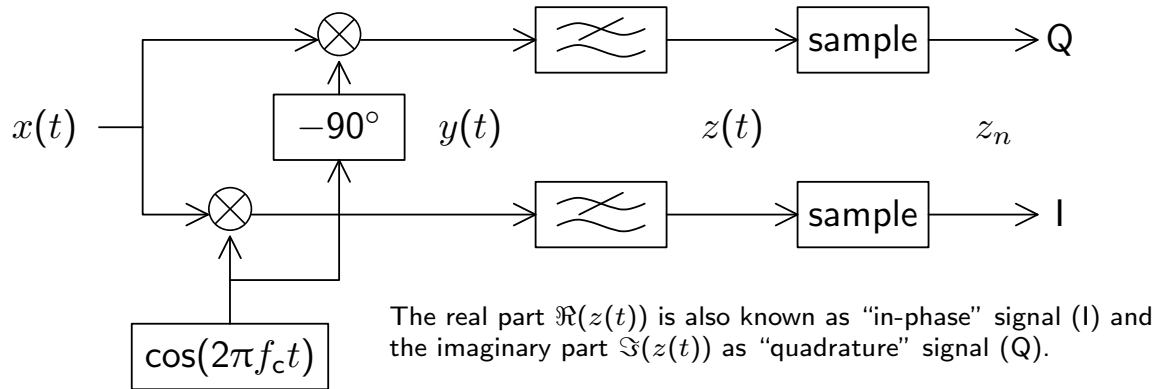 sample
Q
x(t)
−90°
y(t)
z(t)
zₙ
sample
I
cos(2πf_c t)
The real part ℜ(z(t)) is also known as “in-phase” signal (I) and
the imaginary part ℑ(z(t)) as “quadrature” signal (Q).